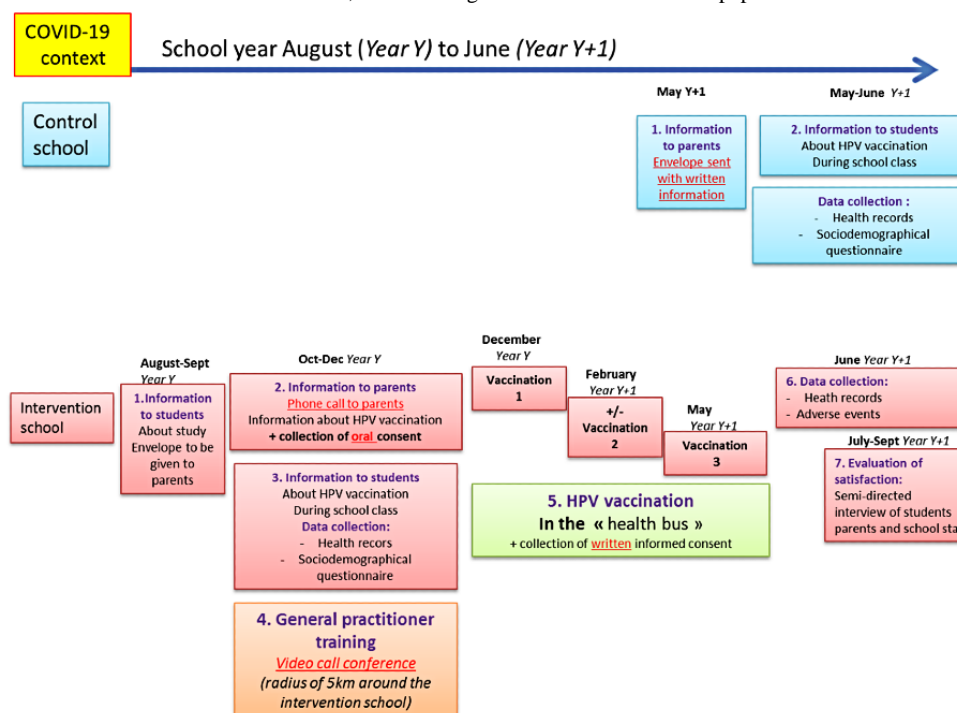 COVID-19
context
School year August (Year Y) to June (Year Y+1)
Control
school
May Y+1
1. Information
to parents
Envelope sent
with written
information
May-June Y+1
2. Information to students
About HPV vaccination
During school class
Data collection :
- Health records
- Sociodemographical
questionnaire
Intervention
school
August-Sept
Year Y
1.Information
to students
About study
Envelope to be
given to
parents
Oct-Dec Year Y
2. Information to parents
Phone call to parents
Information about HPV vaccination
+ collection of oral consent
3. Information to students
About HPV vaccination
During school class
Data collection:
- Health recors
- Sociodemographical
questionnaire
4. General practitioner
training
Video call conference
(radius of 5km around the
intervention school)
December
Year Y
Vaccination
1
February
Year Y+1
+/-
Vaccination
2
May
Year Y+1
Vaccination
3
5. HPV vaccination
In the « health bus »
+ collection of written informed consent
June Year Y+1
6. Data collection:
- Heath records
- Adverse events
July-Sept Year Y+1
7. Evaluation of
satisfaction:
Semi-directed
interview of students
parents and school sta